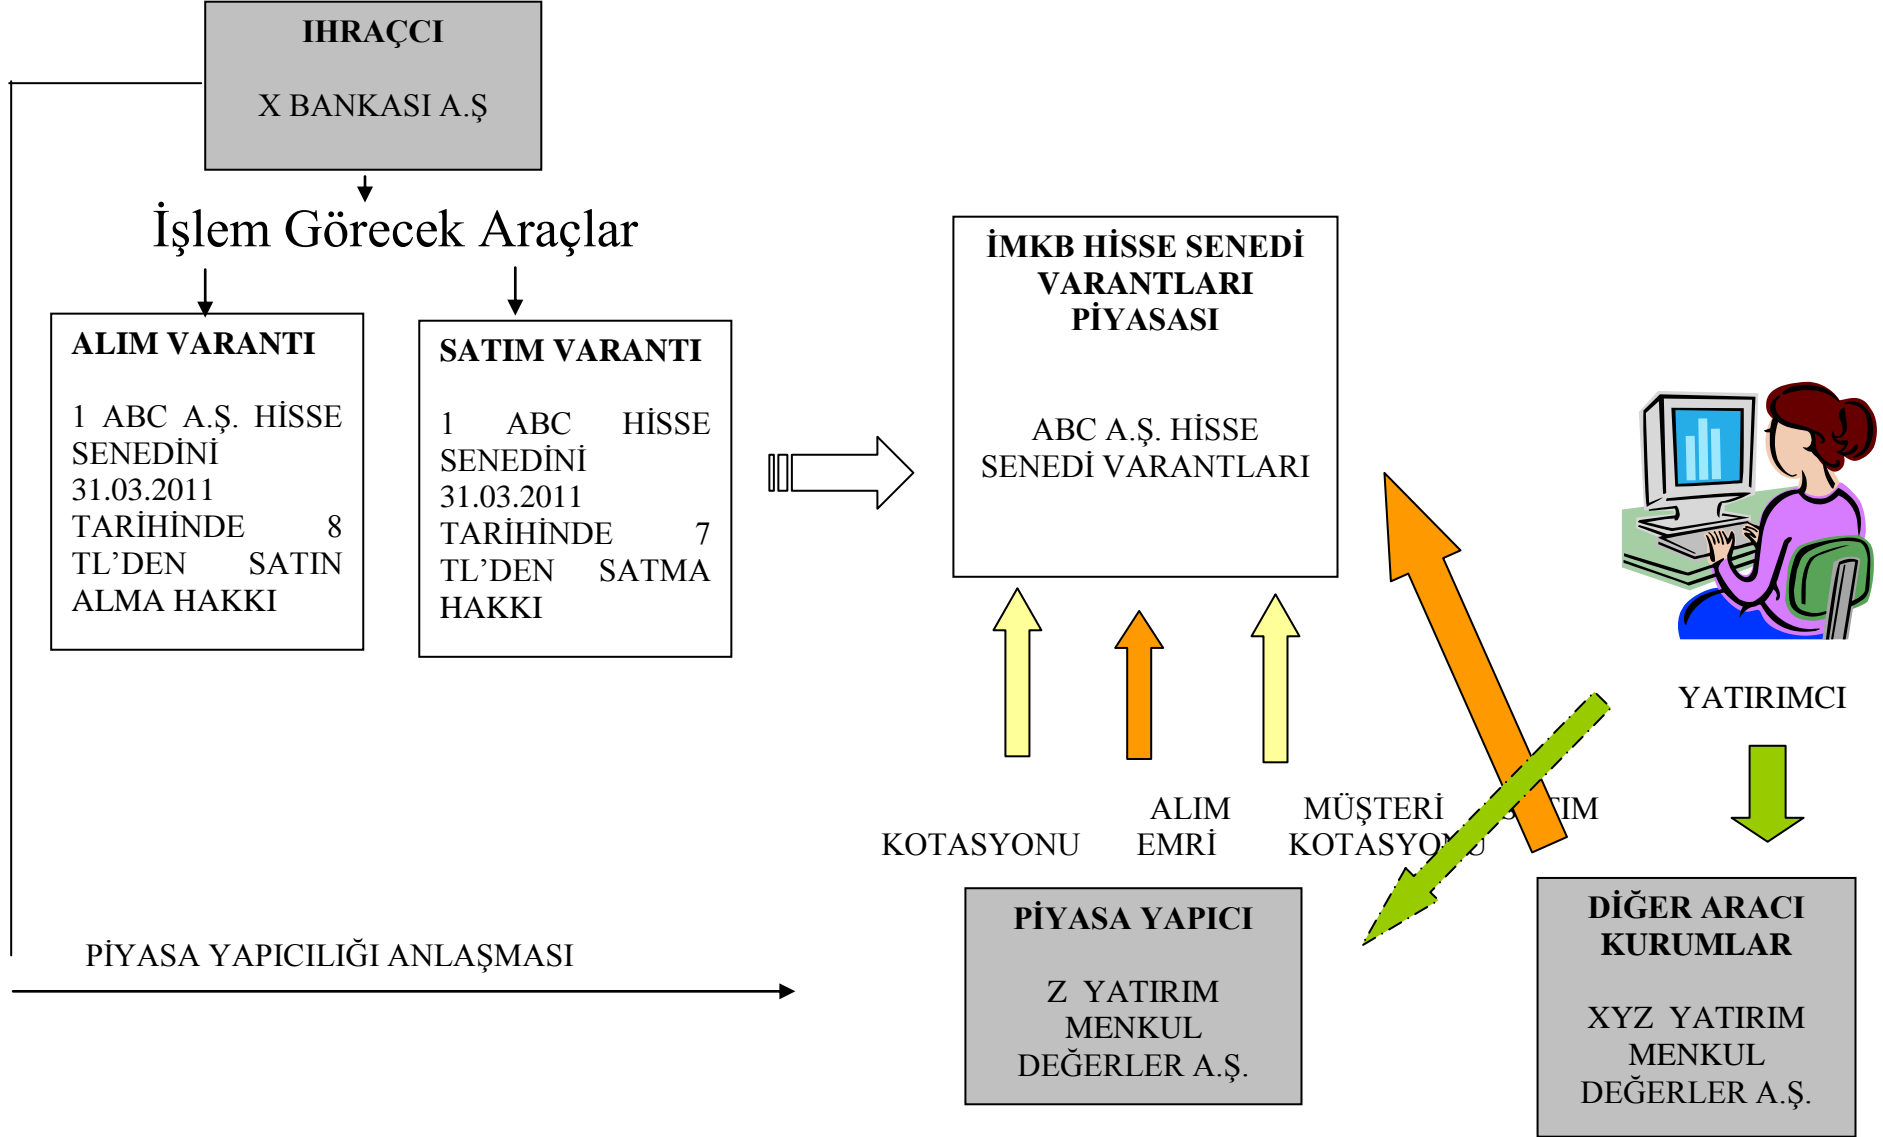 IHRAÇCI
X BANKASI A.Ş
İşlem Görecek Araçlar
ALIM VARANTI
1 ABC A.Ş. HİSSE
SENEDİNİ
31.03.2011
TARİHİNDE 8
TL’DEN SATIN
ALMA HAKKI
SATIM VARANTI
1 ABC HİSSE
SENEDİNİ
31.03.2011
TARİHİNDE 7
TL’DEN SATMA
HAKKI
İMKB HİSSE SENEDİ
VARANTLARI
PİYASASI
ABC A.Ş. HİSSE
SENEDİ VARANTLARI
YATIRIMCI
ALIM MÜŞTERİ
KOTASYONU EMRİ KOTASYONU
PİYASA YAPICI
Z YATIRIM
MENKUL
DEĞERLER A.Ş.
DİĞER ARACI
KURUMLAR
XYZ YATIRIM
MENKUL
DEĞERLER A.Ş.
PİYASA YAPICILIĞI ANLAŞMASI